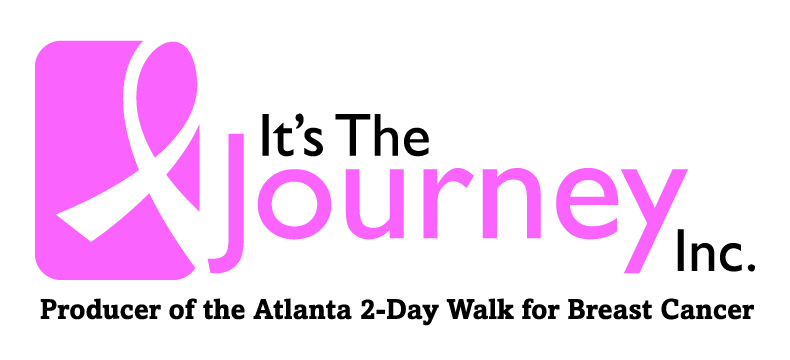 It's The
Journey
Inc.
Producer of the Atlanta 2-Day Walk for Breast Cancer